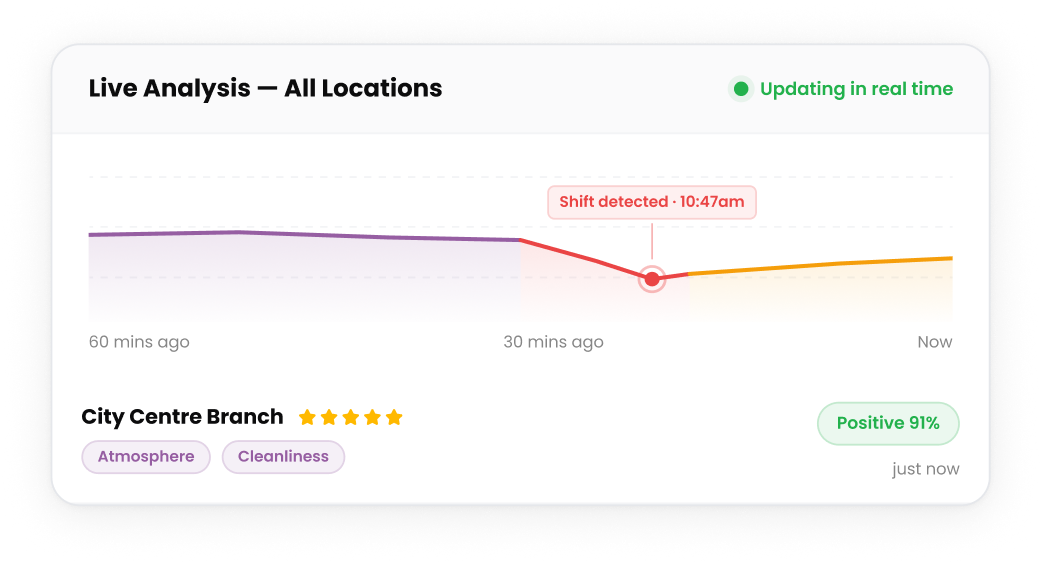 Live Analysis — All Locations
Updating in real time
Shift detected · 10:47am
60 mins ago
30 mins ago
Now
City Centre Branch
Positive 91%
Atmosphere
Cleanliness
just now